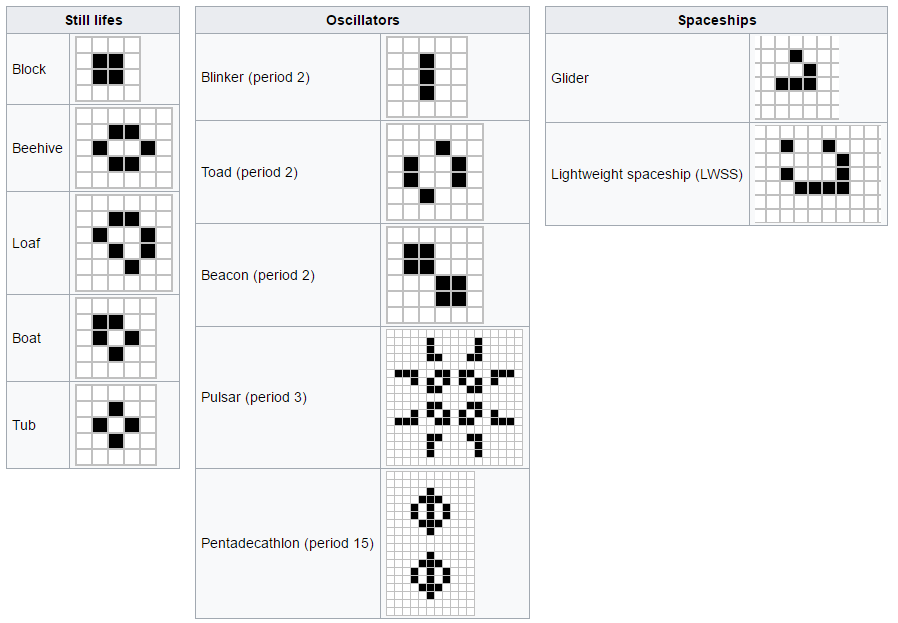 Still lifes
Block
Beehive
Loaf
Boat
Tub
Oscillators
Blinker (period 2)
Toad (period 2)
Beacon (period 2)
Pulsar (period 3)
Pentadecathlon (period 15)
Spaceships
Glider
Lightweight spaceship (LWSS)